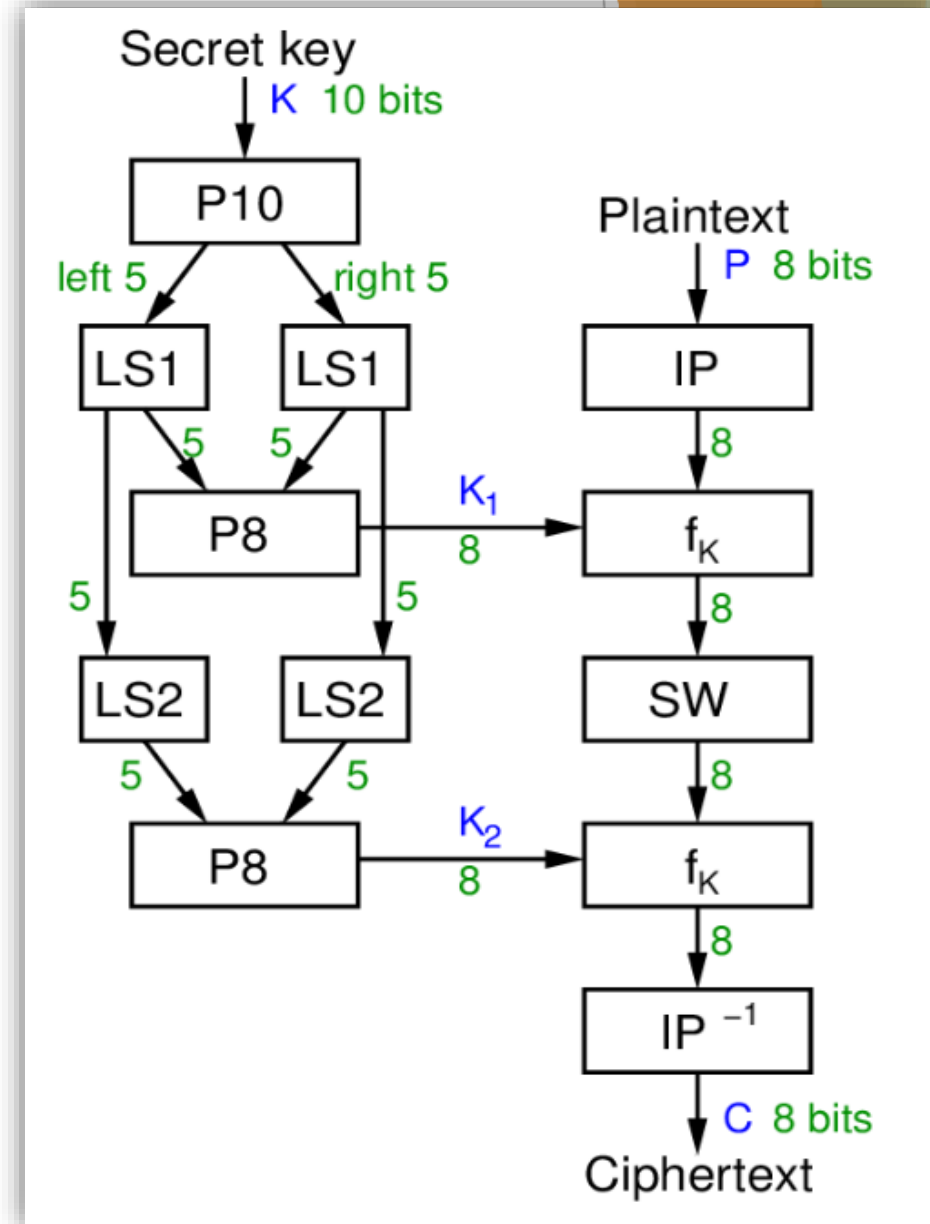 Secret key
K 10 bits
P10
left 5 right 5
LS1 LS1
5 5
P8
K₁
8
5 5
LS2 LS2
5 5
P8
K₂
8
Plaintext
P 8 bits
IP
8
f_K
8
SW
8
f_K
8
IP ⁻¹
C 8 bits
Ciphertext